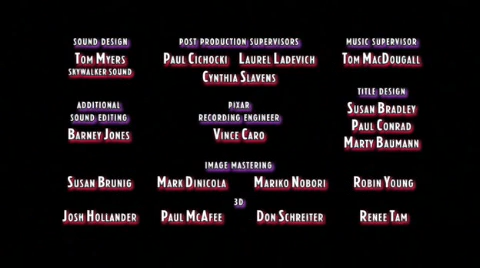 SOUND DESIGN
TOM MYERS
SKYWALKER SOUND
POST PRODUCTION SUPERVISORS
PAUL CICHOCKI LAUREL LADEVICH
CYNTHIA SLAVENS
MUSIC SUPERVISOR
TOM MACDOUGALL
ADDITIONAL
SOUND EDITING
BARNEY JONES
PIXAR
RECORDING ENGINEER
VINCE CARO
TITLE DESIGN
SUSAN BRADLEY
PAUL CONRAD
MARTY BAUMANN
IMAGE MASTERING
SUSAN BRUNIG MARK DINICOLA MARIKO NOBORI ROBIN YOUNG
3D
JOSH HOLLANDER PAUL MCAFEE DON SCHREITER RENEE TAM